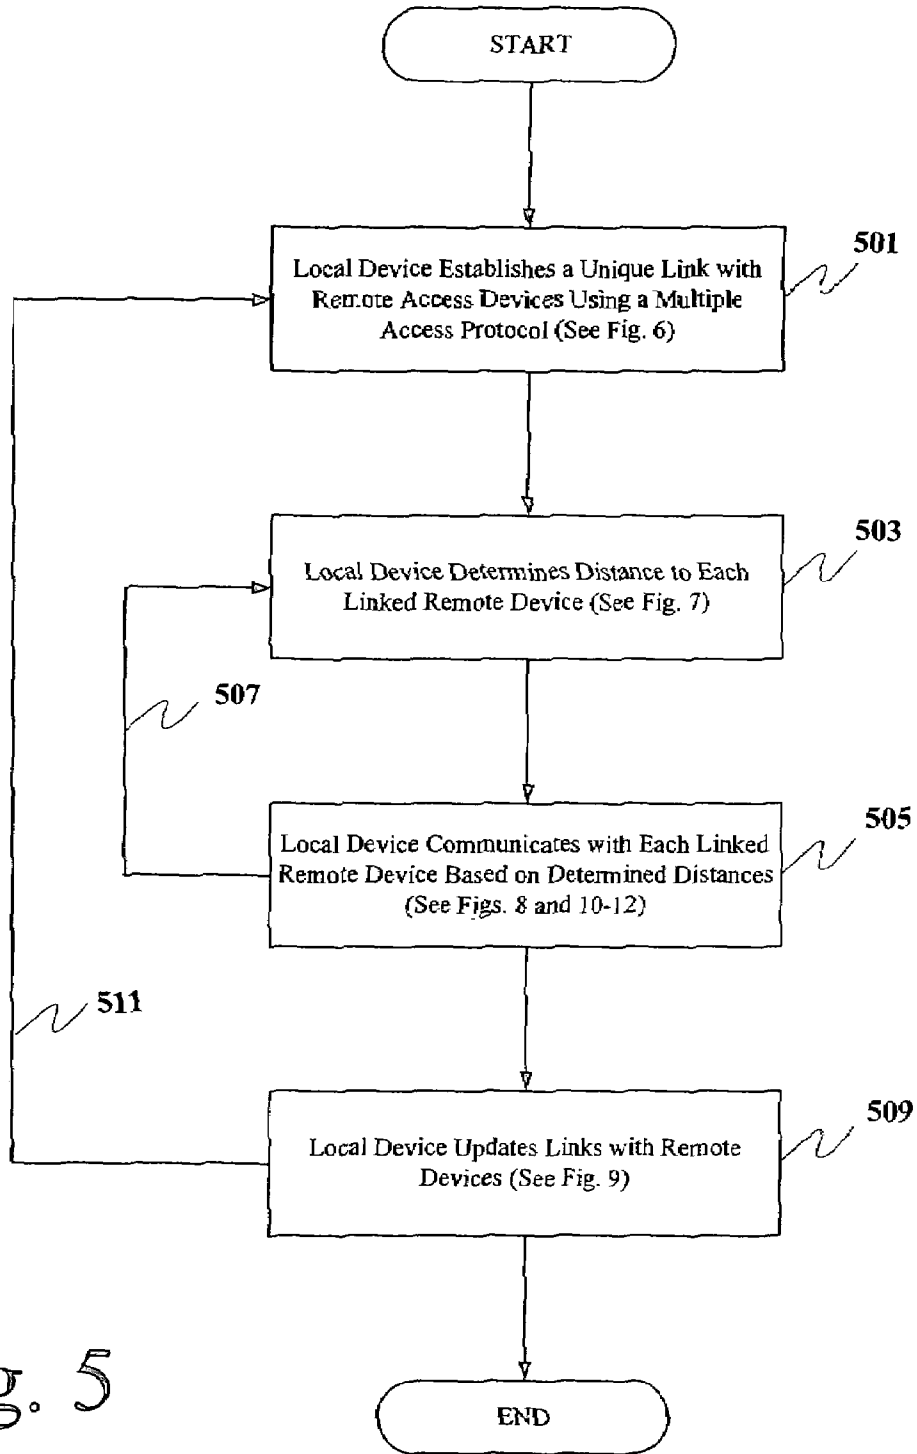 START
501
Local Device Establishes a Unique Link with
Remote Access Devices Using a Multiple
Access Protocol (See Fig. 6)
503
Local Device Determines Distance to Each
Linked Remote Device (See Fig. 7)
507
505
Local Device Communicates with Each Linked
Remote Device Based on Determined Distances
(See Figs. 8 and 10-12)
511
509
Local Device Updates Links with Remote
Devices (See Fig. 9)
g. 5
END